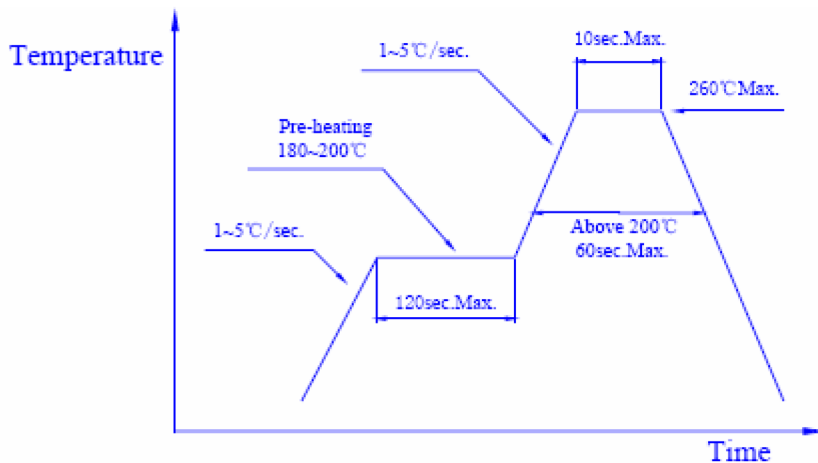 Temperature
1~5℃/sec.
10sec.Max.
260℃Max.
Pre-heating
180~200℃
1~5℃/sec.
Above 200℃
60sec.Max.
120sec.Max.
Time